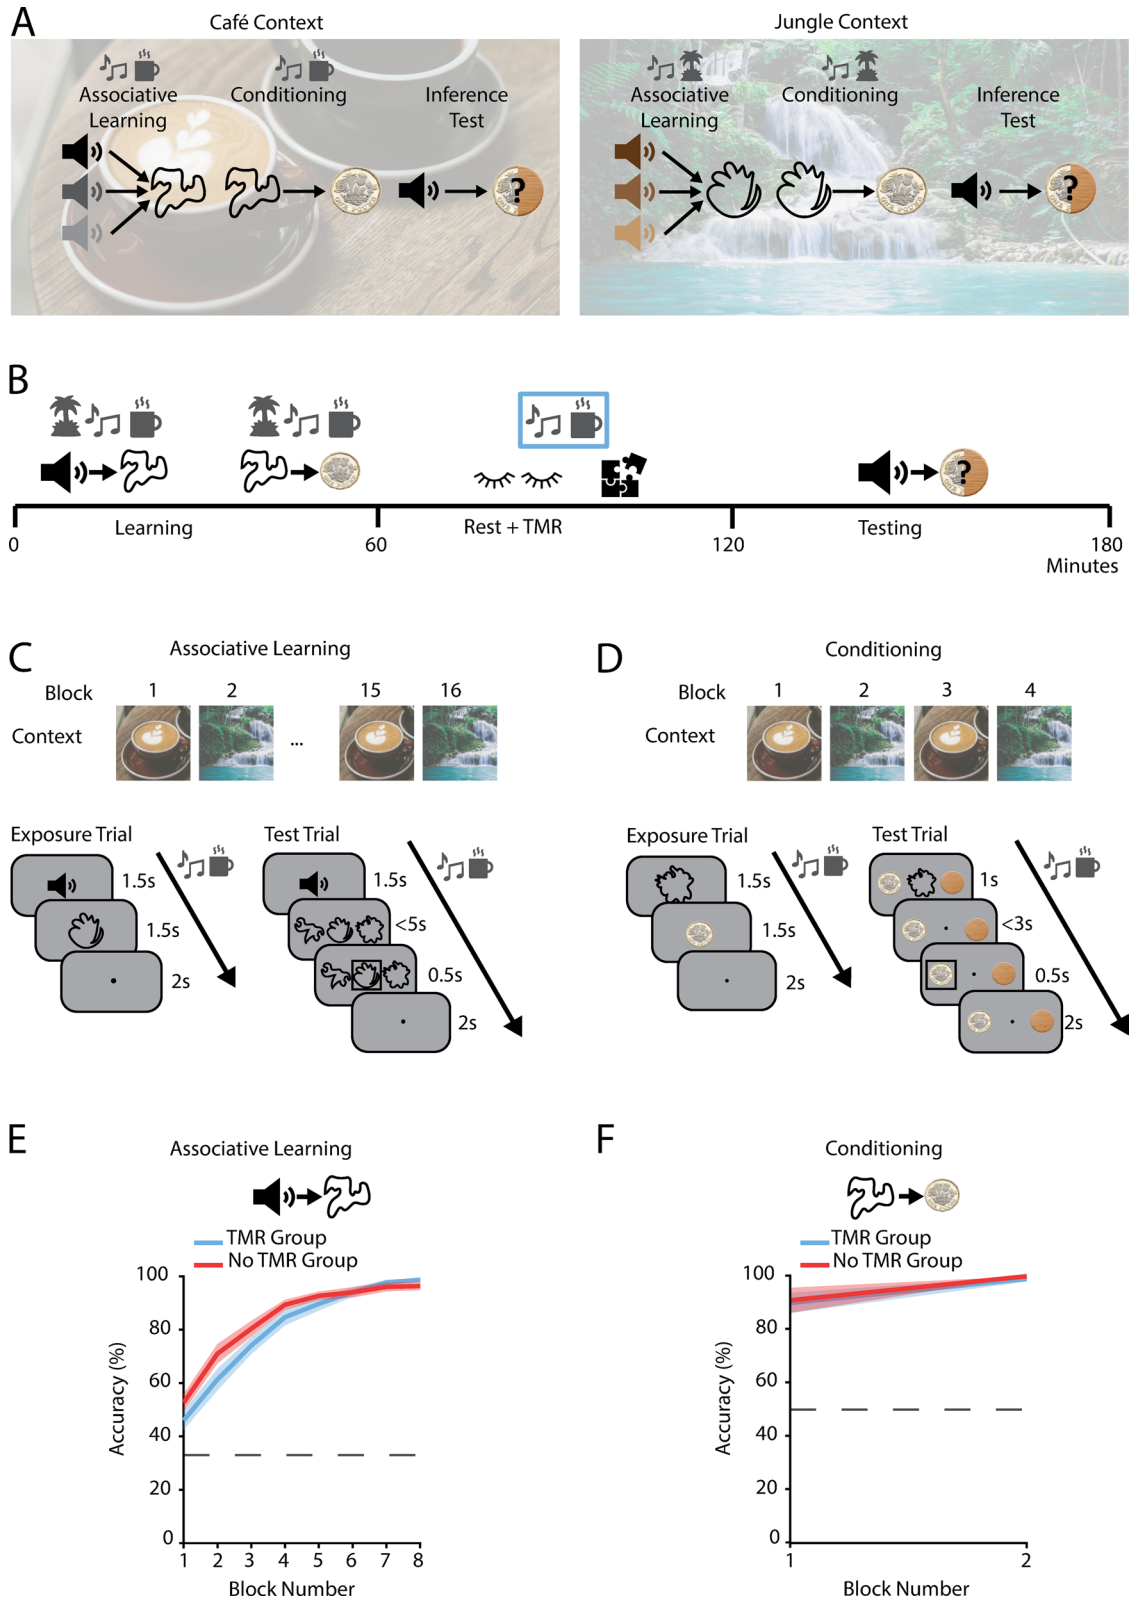 A
Café Context
Jungle Context
Associative
Learning
Conditioning
Inference
Test
?
Associative
Learning
Conditioning
Inference
Test
?
B
?
Learning
Rest + TMR
Testing
0
60
120
180
Minutes
C
Associative Learning
Block
1
2
15
16
Context
...
Exposure Trial
1.5s
1.5s
2s
Test Trial
1.5s
<5s
0.5s
2s
D
Conditioning
Block
1
2
3
4
Context
Exposure Trial
1.5s
1.5s
2s
Test Trial
1s
<3s
0.5s
2s
E
Associative Learning
TMR Group
No TMR Group
100
80
60
40
20
0
Accuracy (%)
1 2 3 4 5 6 7 8
Block Number
F
Conditioning
TMR Group
No TMR Group
100
80
60
40
20
0
Accuracy (%)
1 2
Block Number